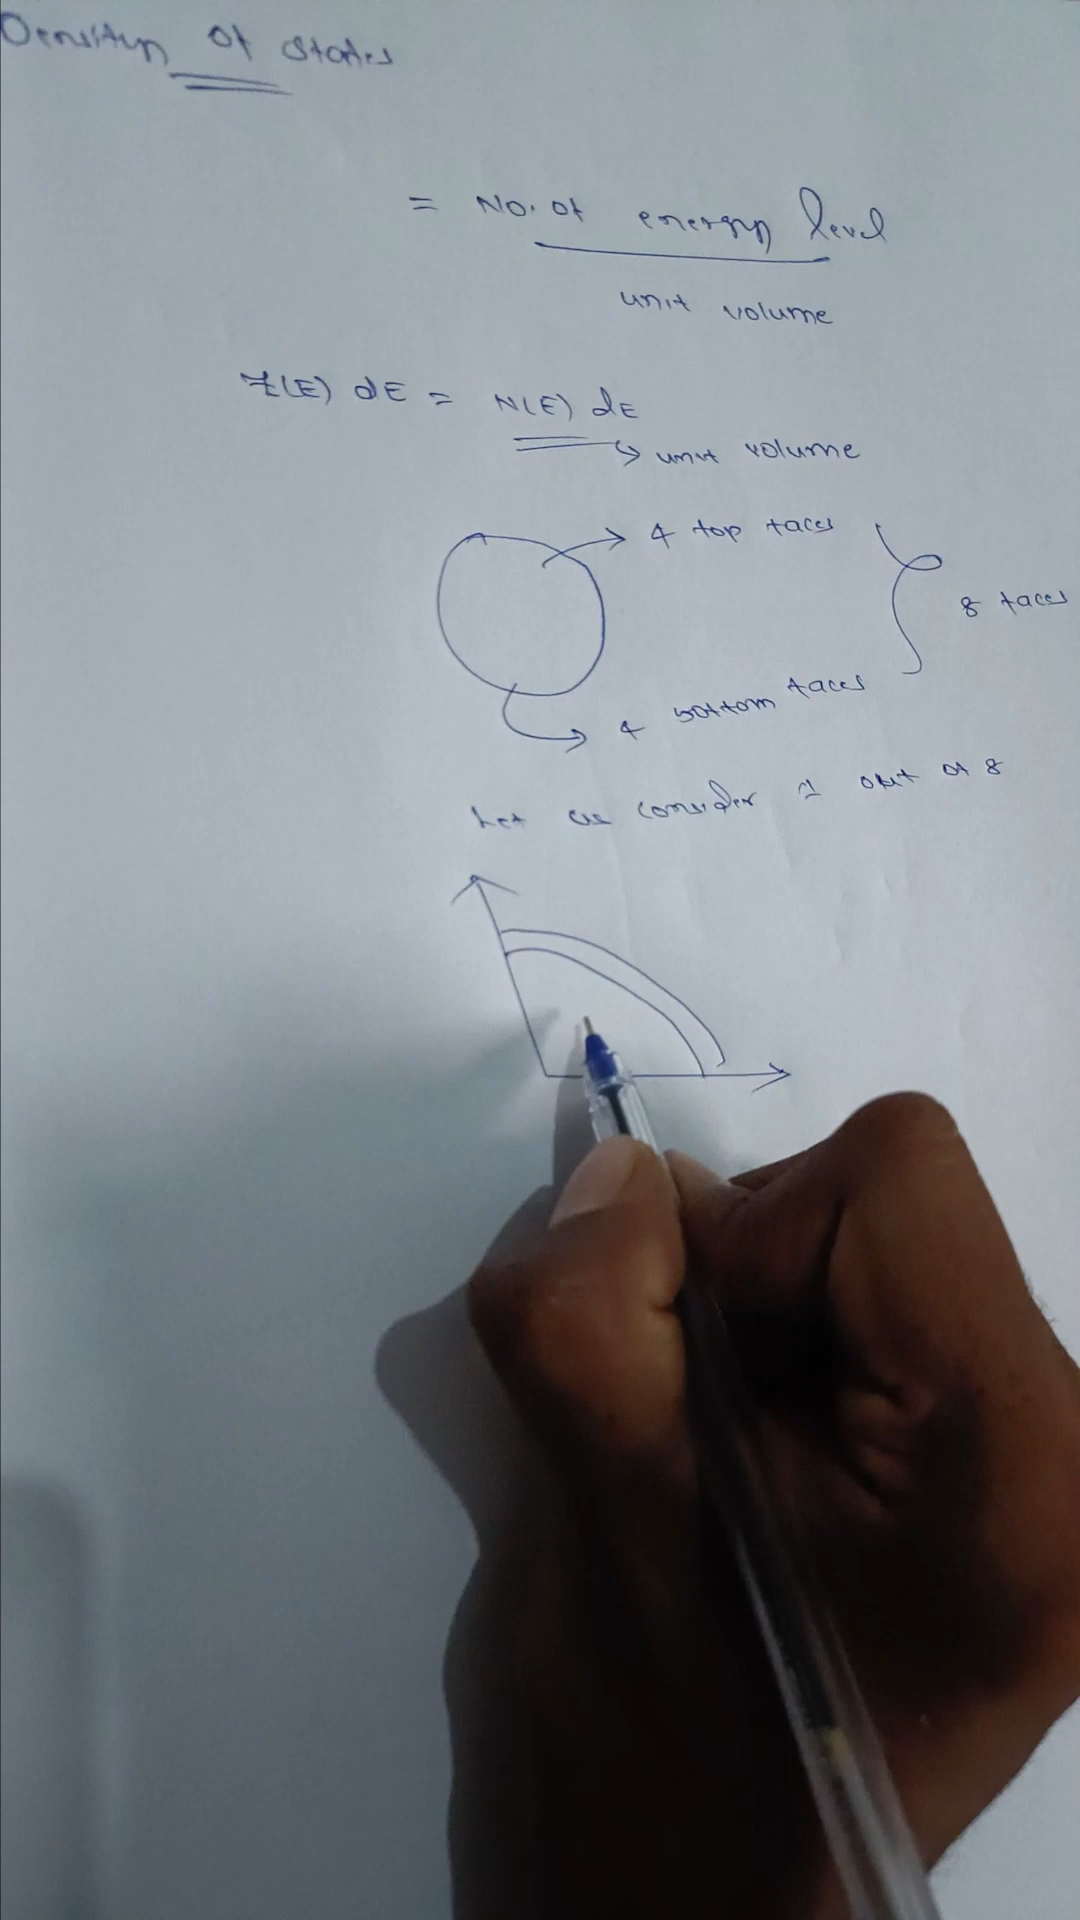 Density of states
= No. of energy level
unit volume
Z(E) dE = N(E) dE
→ unit volume
→ 4 top faces
8 faces
→ 4 bottom faces
Let us consider 1 out of 8